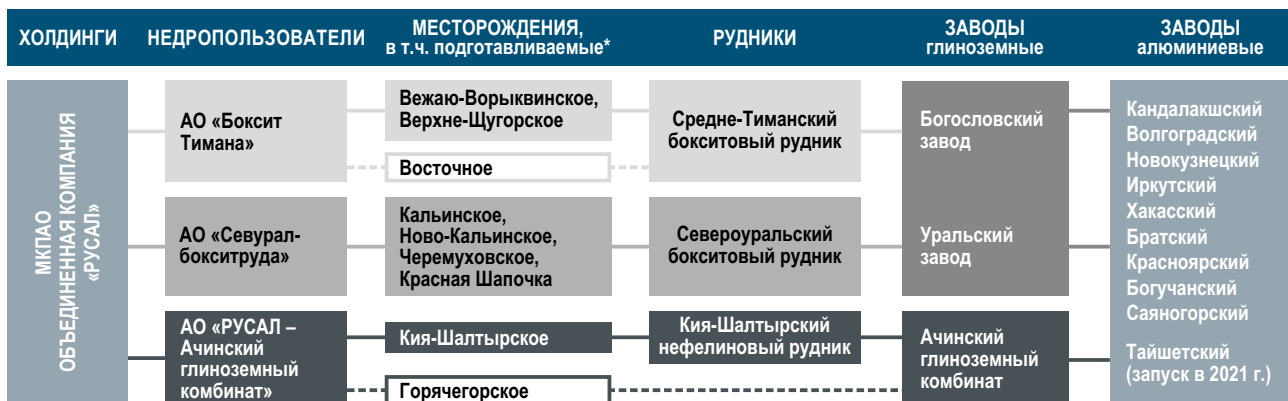 ХОЛДИНГИ
НЕДРОПОЛЬЗОВАТЕЛИ
МЕСТОРОЖДЕНИЯ,
в т.ч. подготавливаемые*
РУДНИКИ
ЗАВОДЫ
глиноземные
ЗАВОДЫ
алюминиевые
МКПАО
ОБЪЕДИНЕННАЯ КОМПАНИЯ
«РУСАЛ»
АО «Боксит
Тимана»
Вежаю-Ворыквинское,
Верхне-Щугорское
Восточное
Средне-Тиманский
бокситовый рудник
Богословский
завод
АО «Севурал-
бокситруда»
Кальинское,
Ново-Кальинское,
Черемуховское,
Красная Шапочка
Североуральский
бокситовый рудник
Уральский
завод
АО «РУСАЛ –
Ачинский
глиноземный
комбинат»
Кия-Шалтырское
Горячегорское
Кия-Шалтырский
нефелиновый рудник
Ачинский
глиноземный
комбинат
Кандалакшский
Волгоградский
Новокузнецкий
Иркутский
Хакасский
Братский
Красноярский
Богучанский
Саяногорский
Тайшетский
(запуск в 2021 г.)